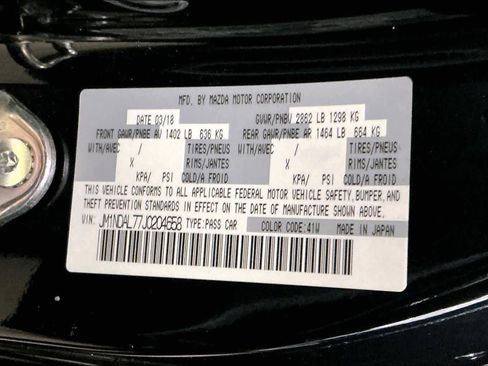 MFD. BY MAZDA MOTOR CORPORATION
DATE 03/18 GVWR/PNBV 2862 LB 1298 KG
FRONT GAWR/PNBE AV 1402 LB 636 KG REAR GAWR/PNBE AR 1464 LB 664 KG
WITH/AVEC / TIRES/PNEUS WITH/AVEC / TIRES/PNEUS
X RIMS/JANTES X RIMS/JANTES
KPA/ PSI COLD/A FROID KPA/ PSI COLD/A FROID
THIS VEHICLE CONFORMS TO ALL APPLICABLE FEDERAL MOTOR VEHICLE SAFETY, BUMPER, AND
THEFT PREVENTION STANDARDS IN EFFECT ON THE DATE OF MANUFACTURE SHOWN ABOVE.
VIN: JM1NDAL77J0204658 TYPE: PASS CAR COLOR CODE: 41W MADE IN JAPAN